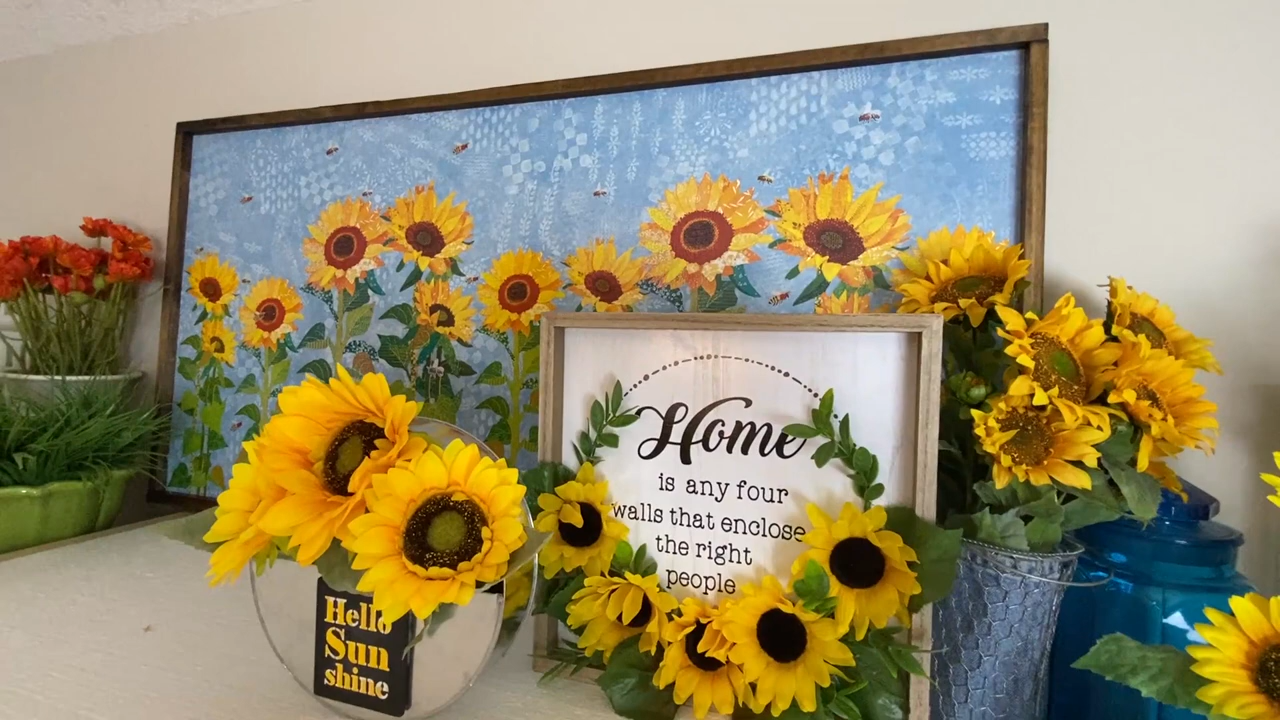 Home
is any four
walls that enclose
the right
people
Hello
Sun
shine